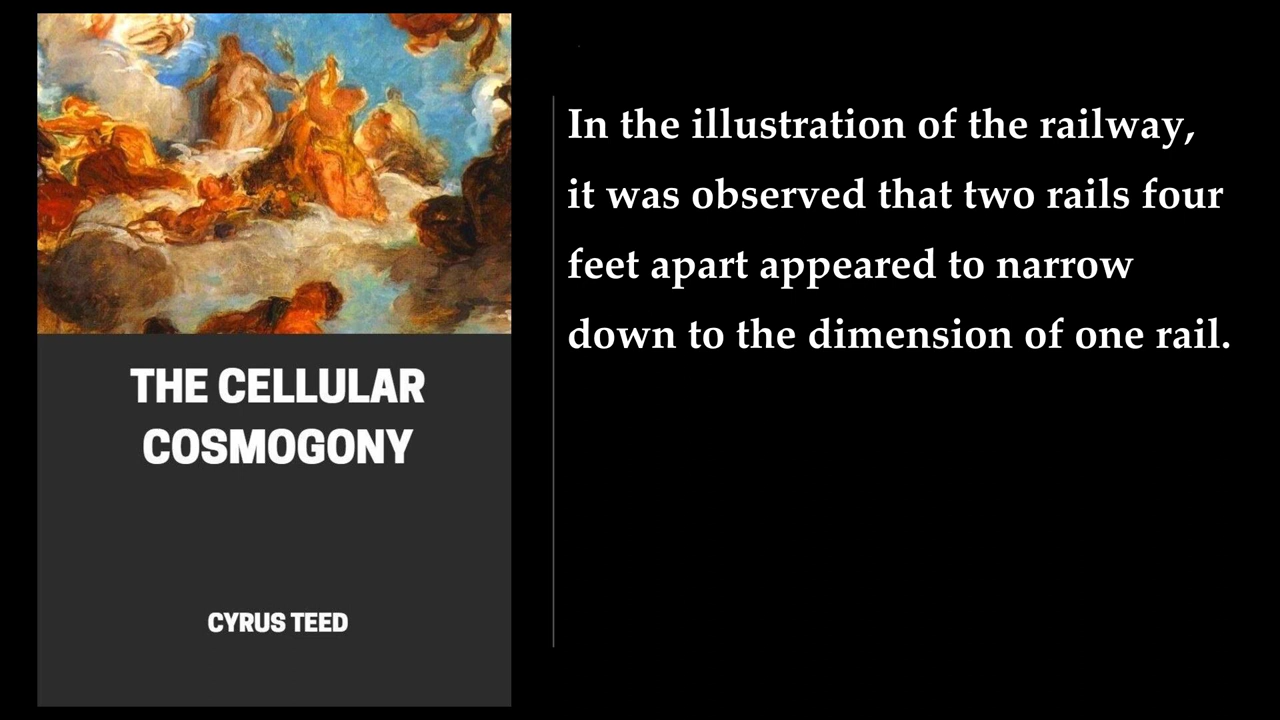 THE CELLULAR
COSMOGONY
CYRUS TEED
In the illustration of the railway,
it was observed that two rails four
feet apart appeared to narrow
down to the dimension of one rail.